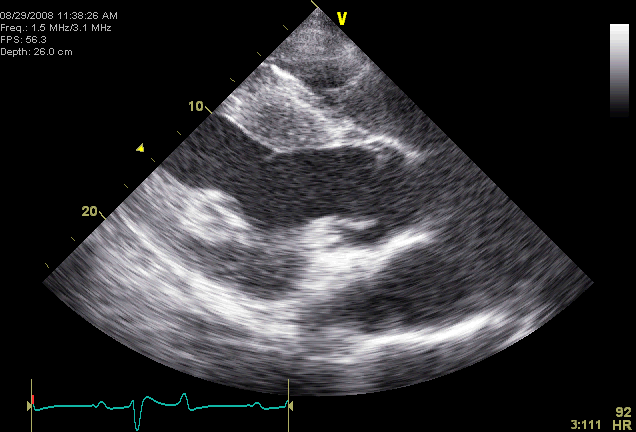 08/29/2008 11:38:26 AM
Freq.: 1.5 MHz/3.1 MHz
FPS: 56.3
Depth: 26.0 cm
V
10
20
92
3:111 HR